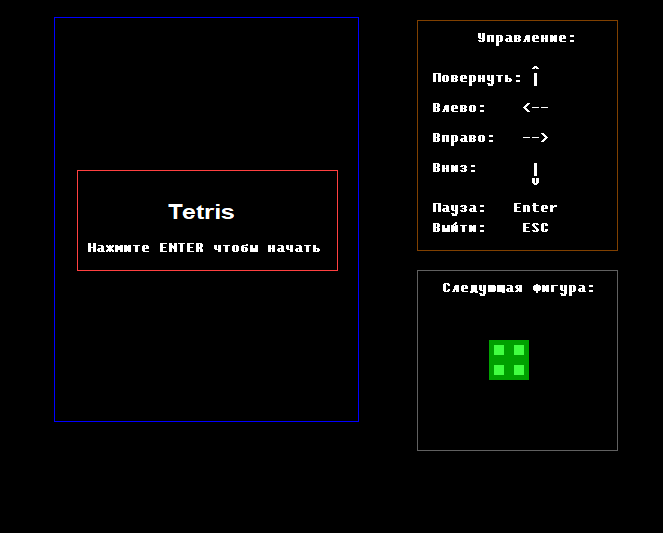 Tetris
Нажмите ENTER чтобы начать
Управление:
Повернуть: ^
|
Влево: <--
Вправо: -->
Вниз: |
v
Пауза: Enter
Выйти: ESC
Следующая фигура: